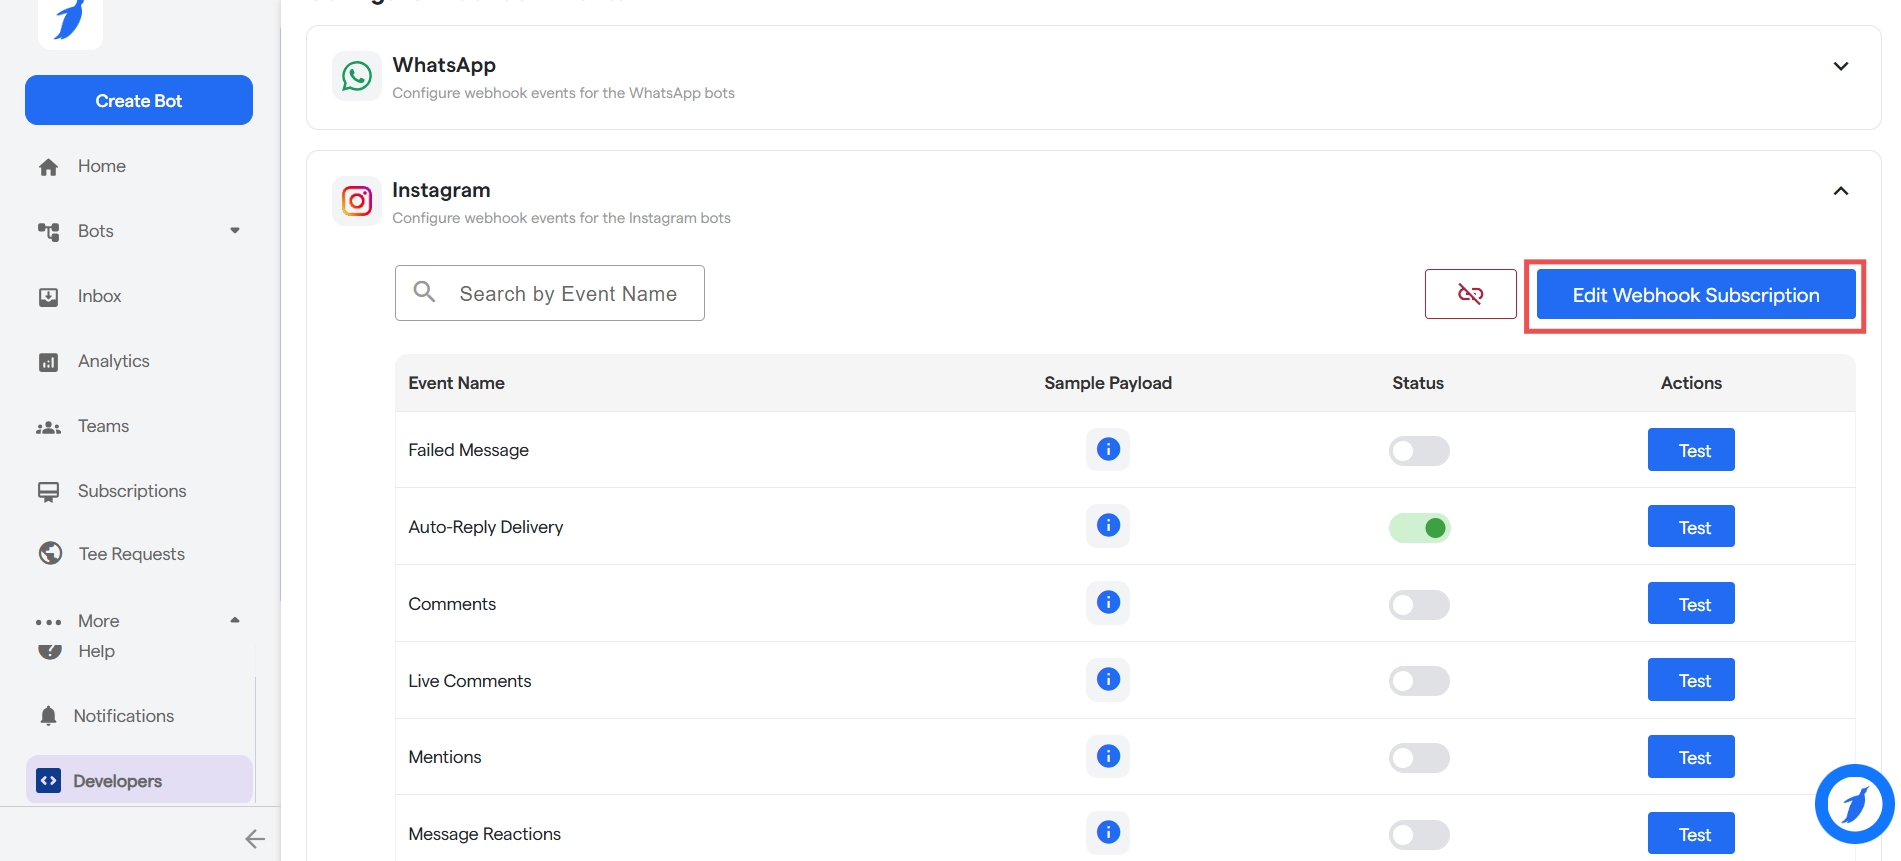 Create Bot
Home
Bots
Inbox
Analytics
Teams
Subscriptions
Tee Requests
More
Help
Notifications
Developers
WhatsApp
Configure webhook events for the WhatsApp bots
Instagram
Configure webhook events for the Instagram bots
Search by Event Name
Edit Webhook Subscription
Event Name Sample Payload Status Actions
Failed Message Test
Auto-Reply Delivery Test
Comments Test
Live Comments Test
Mentions Test
Message Reactions Test